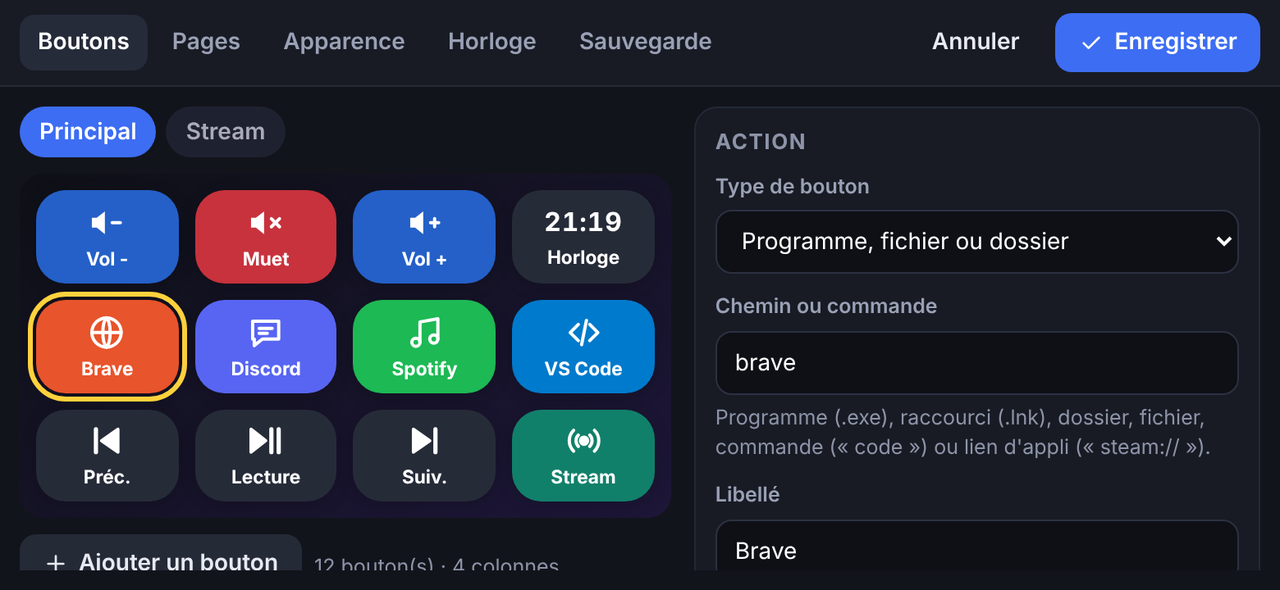 Boutons Pages Apparence Horloge Sauvegarde Annuler Enregistrer
Principal Stream
Vol - Muet Vol + 21:19 Horloge
Brave Discord Spotify VS Code
Préc. Lecture Suiv. Stream
Ajouter un bouton 12 bouton(s) · 4 colonnes
ACTION
Type de bouton
Programme, fichier ou dossier
Chemin ou commande
brave
Programme (.exe), raccourci (.lnk), dossier, fichier,
commande (« code ») ou lien d'appli (« steam:// »).
Libellé
Brave